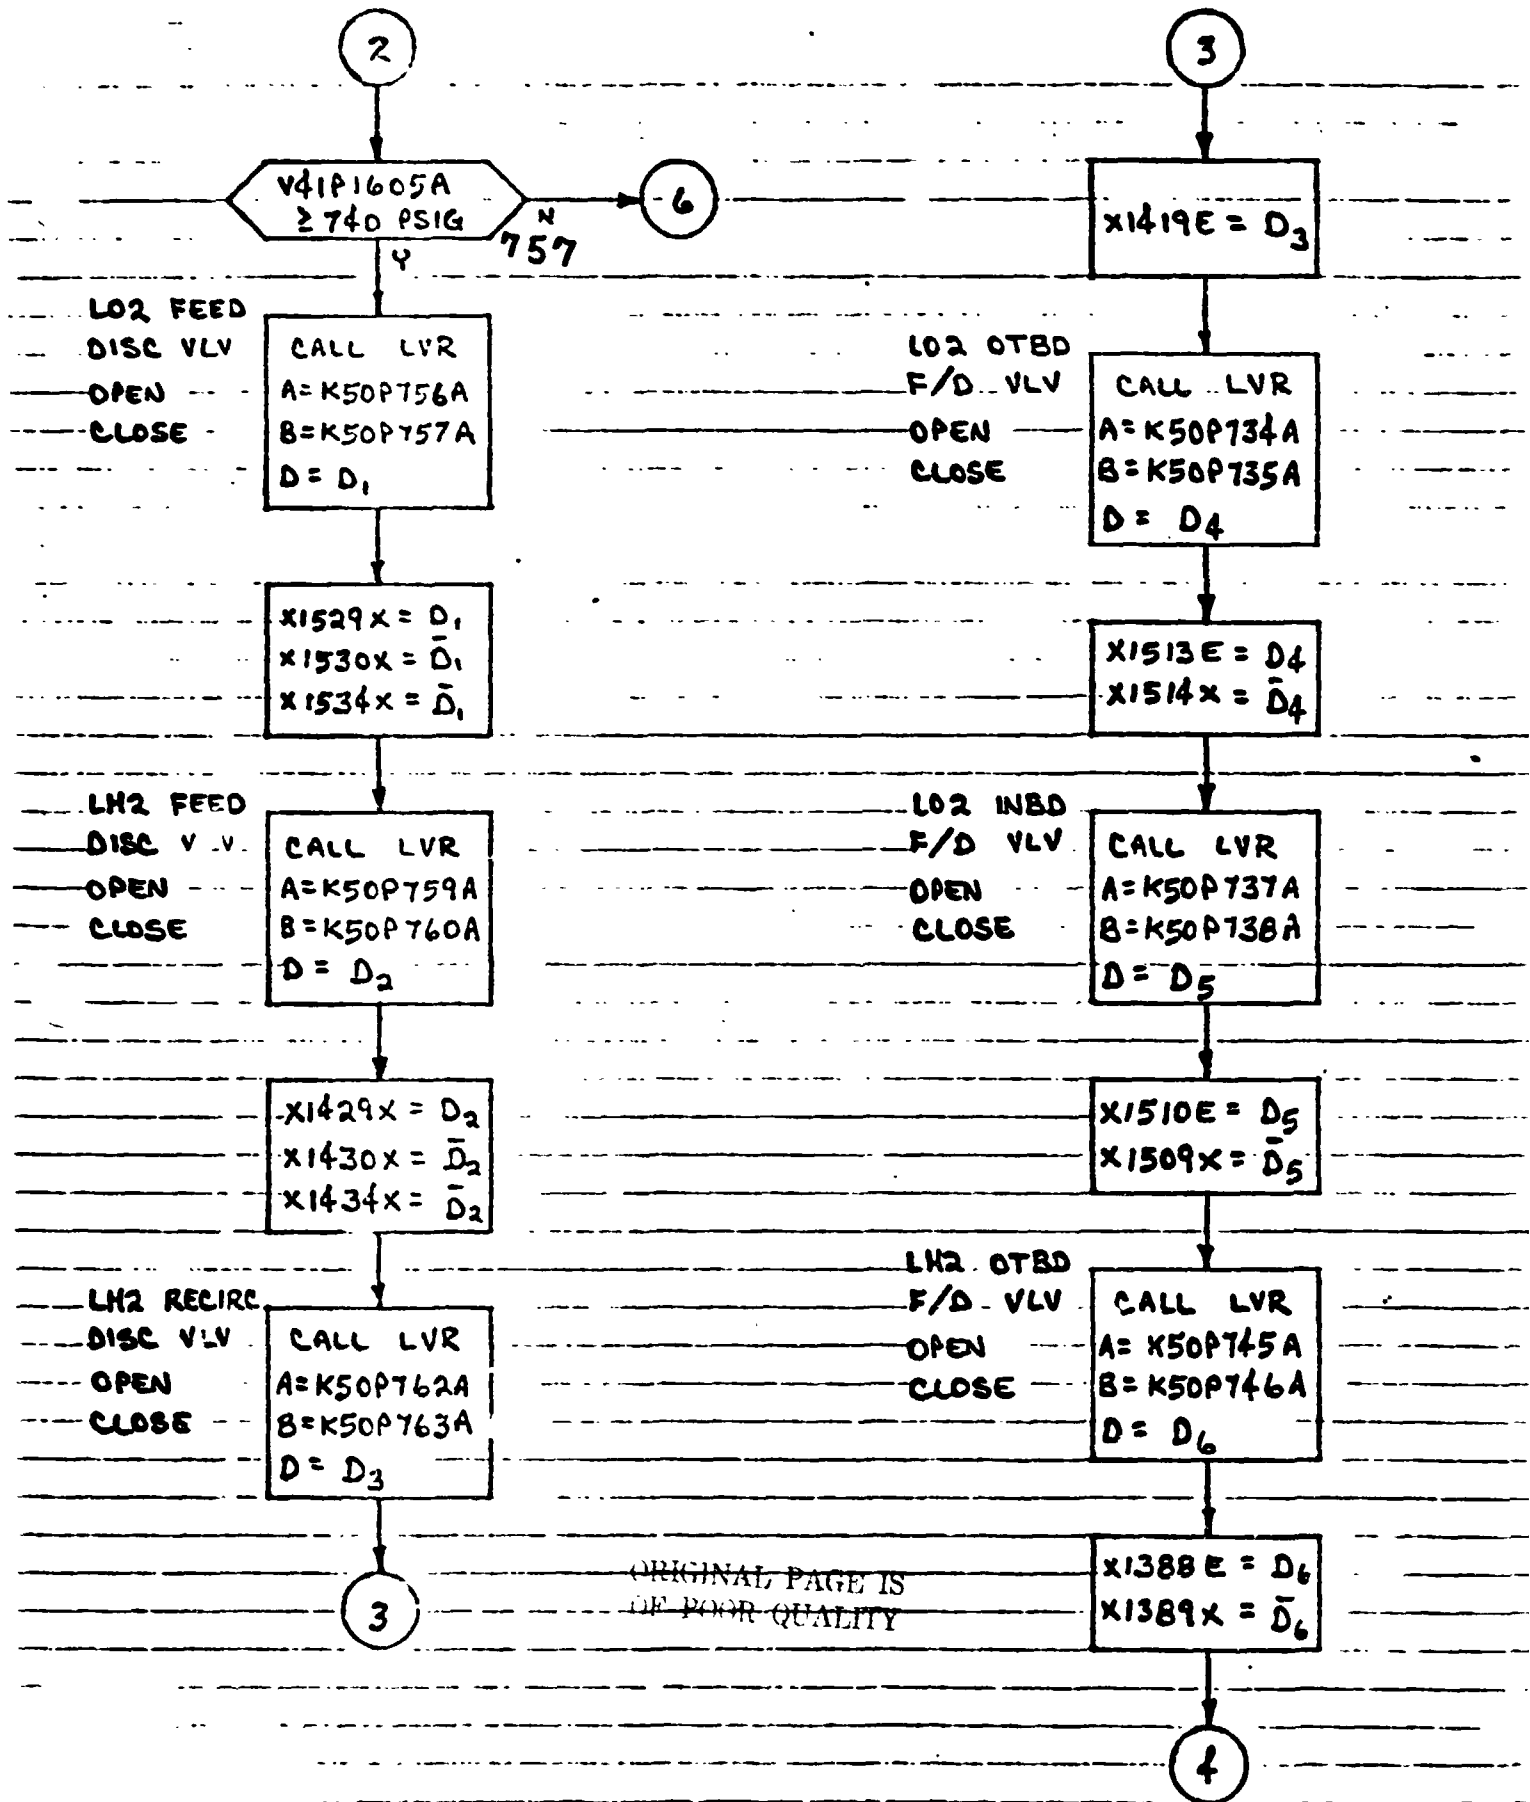 2
V41P1605A
≥ 740 PSIG
N
757
6
Y
LO2 FEED
DISC VLV
OPEN
CLOSE
CALL LVR
A=K50P756A
B=K50P757A
D = D₁
X1529X = D₁
X1530X = D̄₁
X1534X = D̄₁
LH2 FEED
DISC V V
OPEN
CLOSE
CALL LVR
A=K50P759A
B=K50P760A
D = D₂
X1429X = D₂
X1430X = D̄₂
X1434X = D̄₂
LH2 RECIRC
DISC VLV
OPEN
CLOSE
CALL LVR
A=K50P762A
B=K50P763A
D = D₃
3
3
X1419E = D₃
LO2 OTBD
F/D VLV
OPEN
CLOSE
CALL LVR
A=K50P734A
B=K50P735A
D = D₄
X1513E = D₄
X1514X = D̄₄
LO2 INBD
F/D VLV
OPEN
CLOSE
CALL LVR
A=K50P737A
B=K50P738A
D = D₅
X1510E = D₅
X1509X = D̄₅
LH2 OTBD
F/D VLV
OPEN
CLOSE
CALL LVR
A= K50P745A
B= K50P746A
D = D₆
X1388E = D₆
X1389X = D̄₆
4
ORIGINAL PAGE IS
OF POOR QUALITY